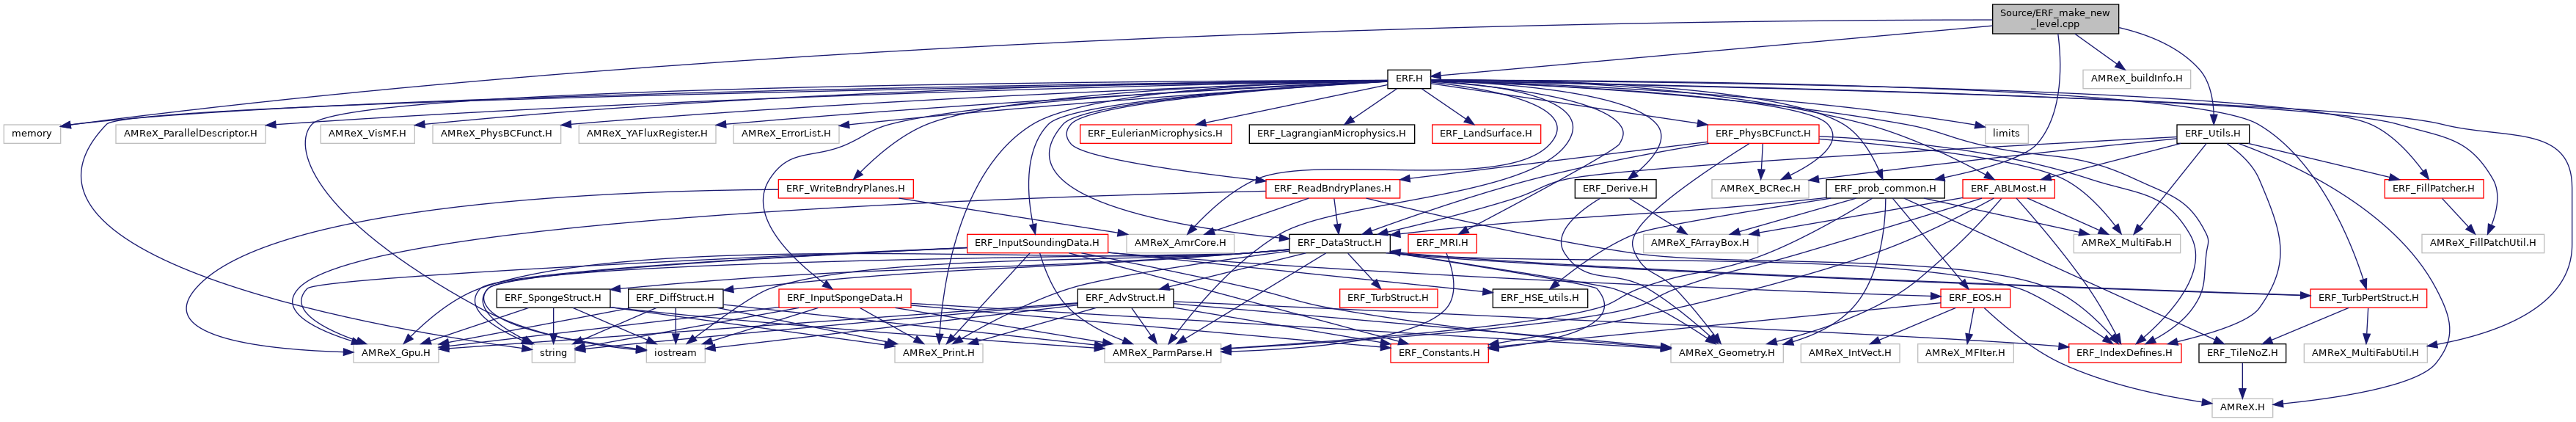 Source/ERF_make_new
_level.cpp
ERF.H
AMReX_buildInfo.H
memory
AMReX_ParallelDescriptor.H
AMReX_VisMF.H
AMReX_PhysBCFunct.H
AMReX_YAFluxRegister.H
AMReX_ErrorList.H
ERF_EulerianMicrophysics.H
ERF_LagrangianMicrophysics.H
ERF_LandSurface.H
ERF_PhysBCFunct.H
limits
ERF_Utils.H
ERF_WriteBndryPlanes.H
ERF_ReadBndryPlanes.H
ERF_Derive.H
AMReX_BCRec.H
ERF_prob_common.H
ERF_ABLMost.H
ERF_FillPatcher.H
ERF_InputSoundingData.H
AMReX_AmrCore.H
ERF_DataStruct.H
ERF_MRI.H
AMReX_FArrayBox.H
AMReX_MultiFab.H
AMReX_FillPatchUtil.H
ERF_SpongeStruct.H
ERF_DiffStruct.H
ERF_InputSpongeData.H
ERF_AdvStruct.H
ERF_TurbStruct.H
ERF_HSE_utils.H
ERF_EOS.H
ERF_TurbPertStruct.H
AMReX_Gpu.H
string
iostream
AMReX_Print.H
AMReX_ParmParse.H
ERF_Constants.H
AMReX_Geometry.H
AMReX_IntVect.H
AMReX_MFIter.H
ERF_IndexDefines.H
ERF_TileNoZ.H
AMReX_MultiFabUtil.H
AMReX.H